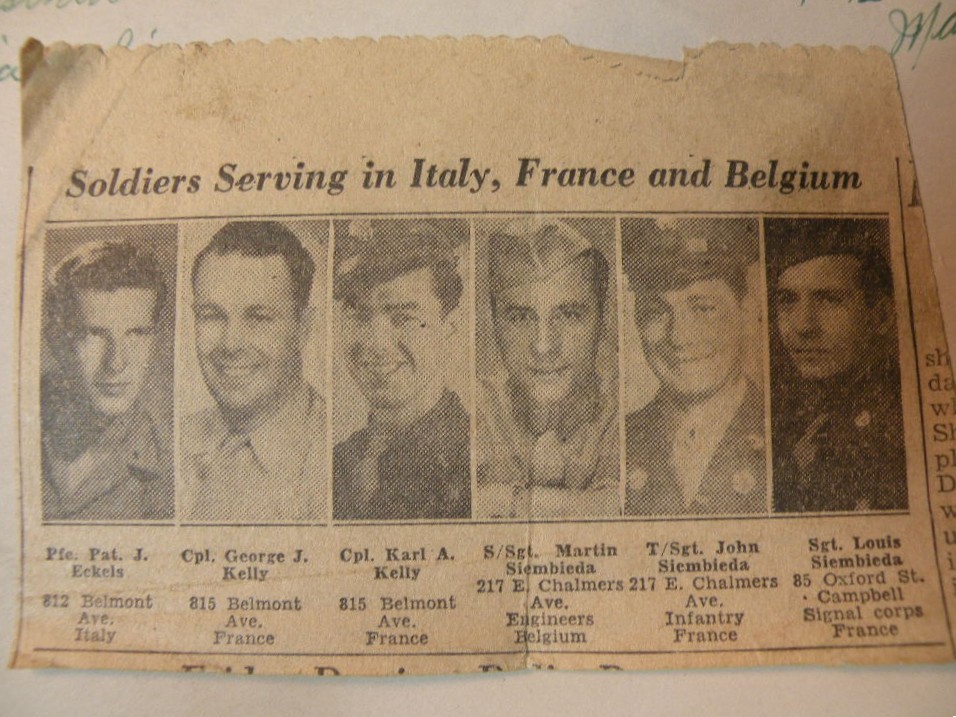 Soldiers Serving in Italy, France and Belgium
Pfc. Pat. J.
Eckels
812 Belmont
Ave.
Italy
Cpl. George J.
Kelly
815 Belmont
Ave.
France
Cpl. Karl A.
Kelly
815 Belmont
Ave.
France
S/Sgt. Martin
Siembieda
217 E. Chalmers
Ave.
Engineers
Belgium
T/Sgt. John
Siembieda
217 E. Chalmers
Ave.
Infantry
France
Sgt. Louis
Siembieda
85 Oxford St.
Campbell
Signal corps
France